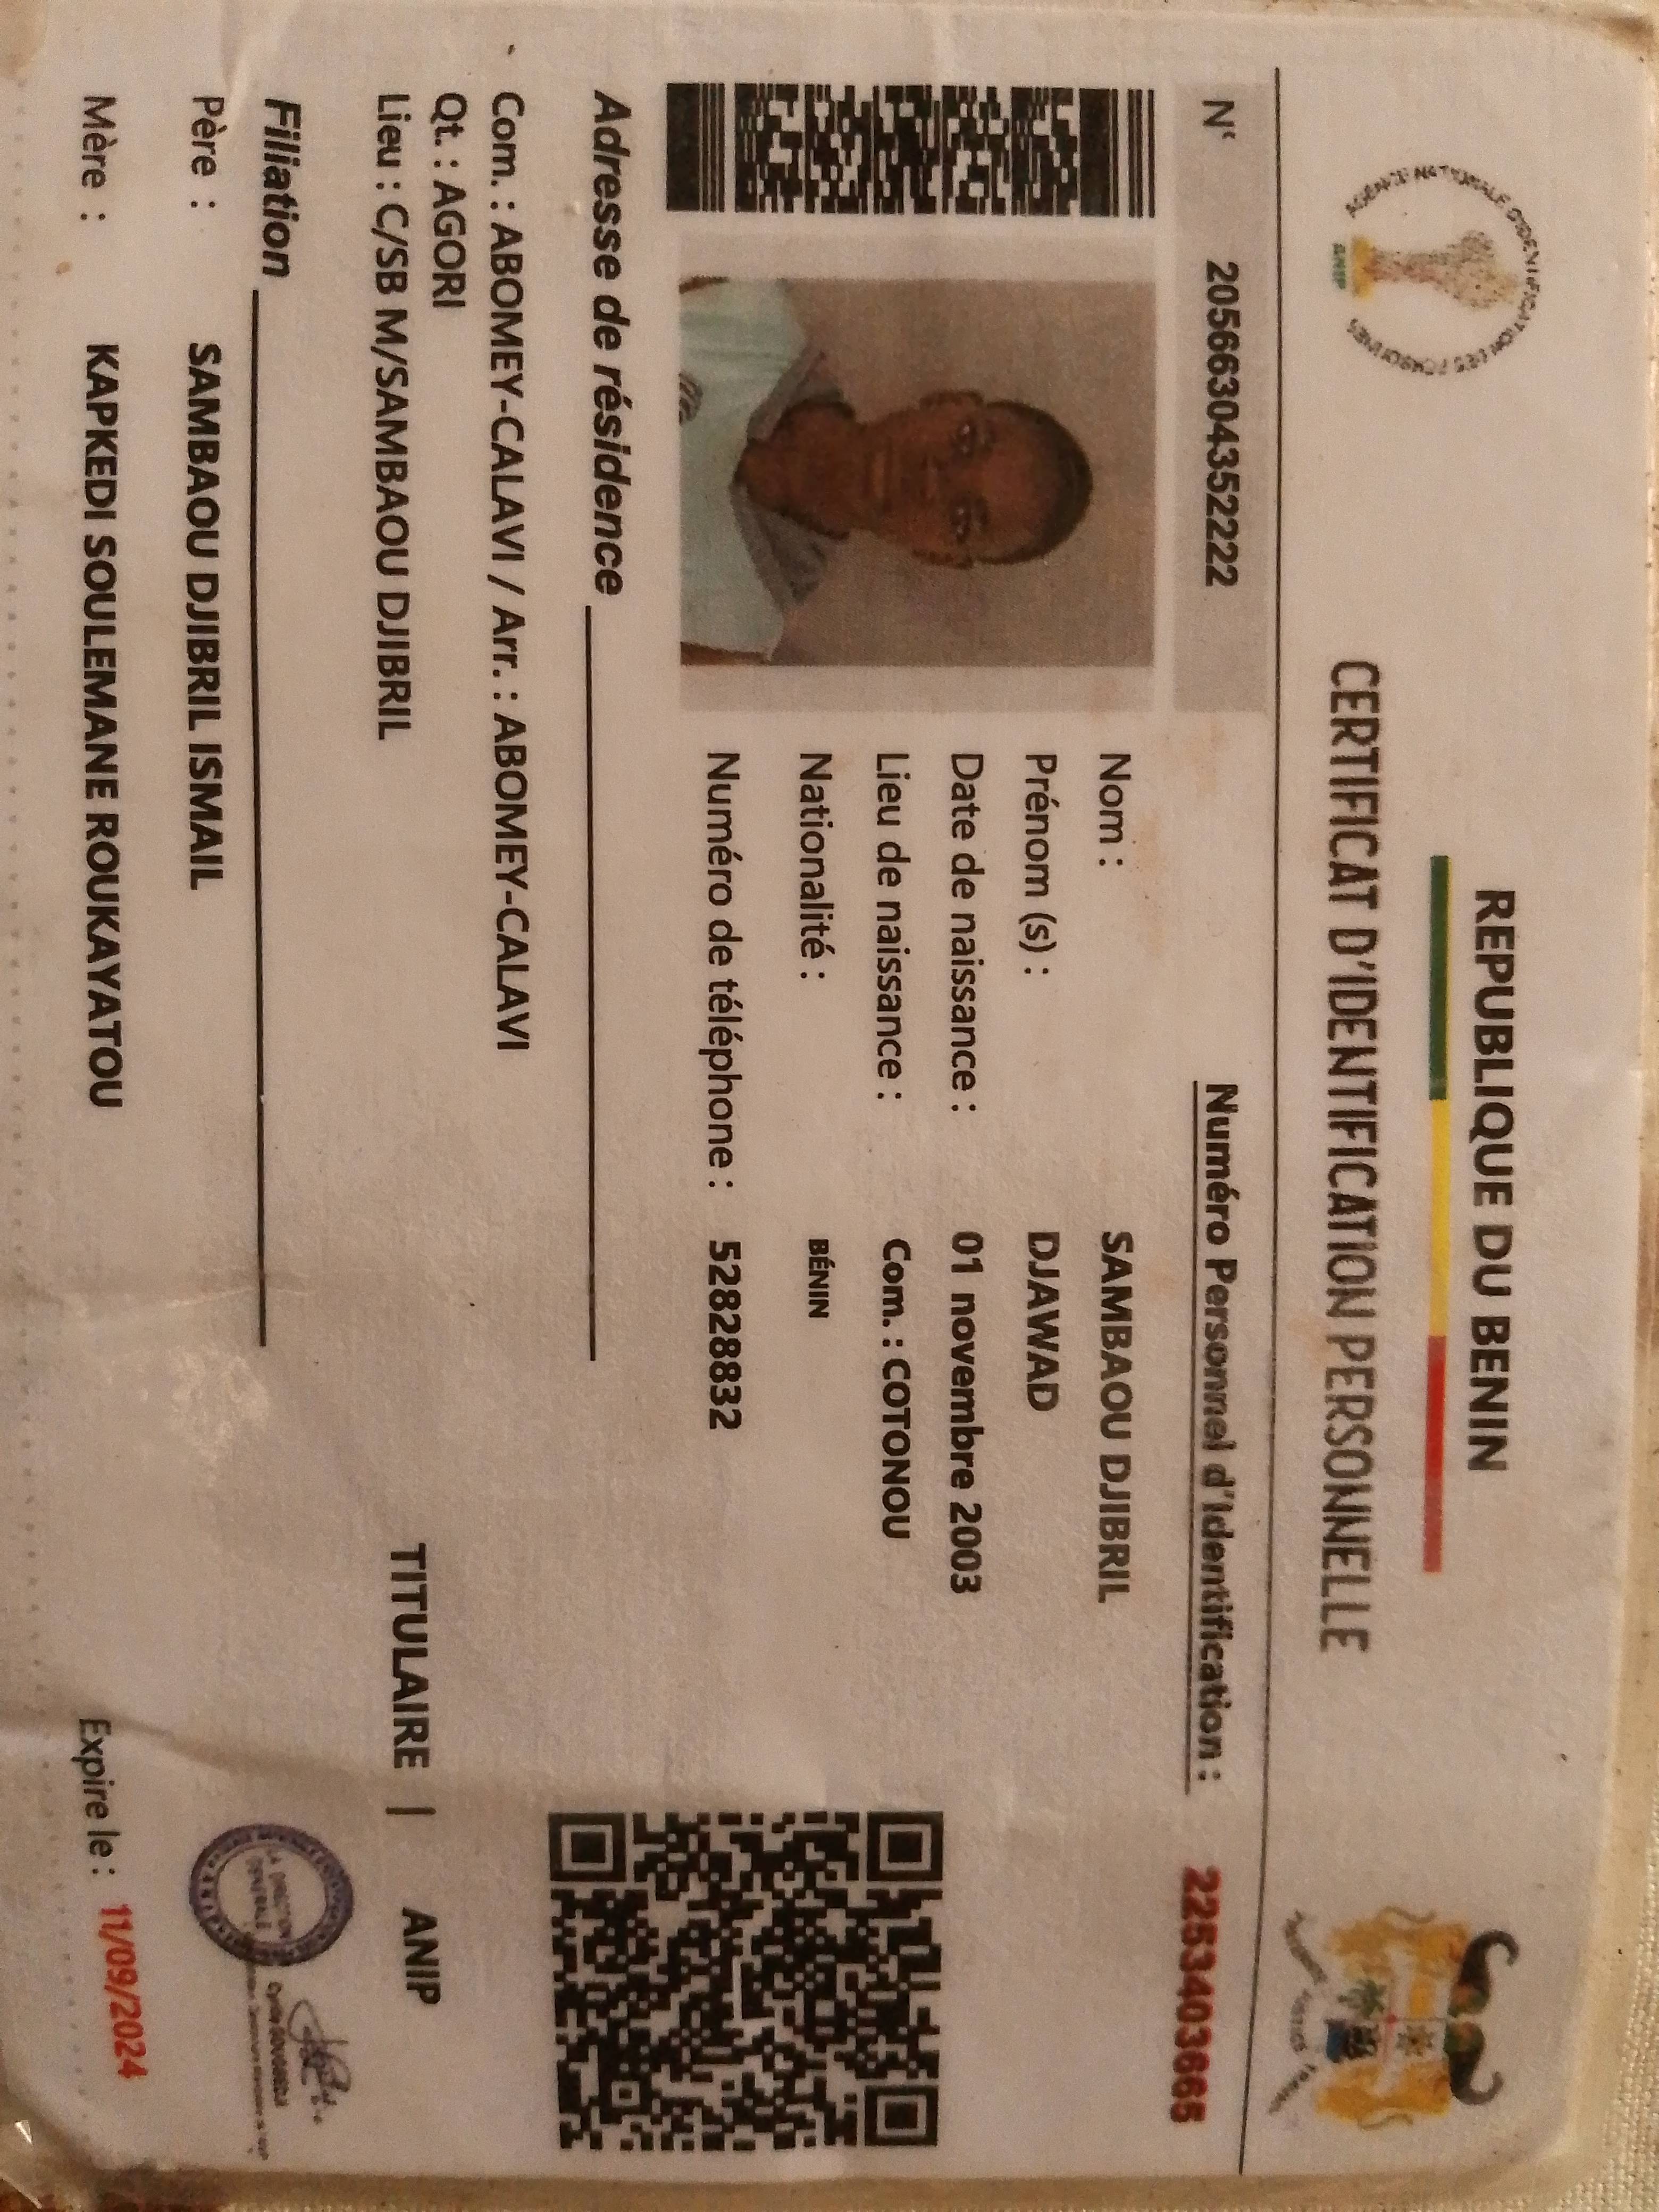 REPUBLIQUE DU BENIN
CERTIFICAT D'IDENTIFICATION PERSONNELLE
AGENCE NATIONALE D'IDENTIFICATION DES PERSONNES
ANIP
N° 20566304352222
Numéro Personnel d'Identification : 2253403665
Nom : SAMBAOU DJIBRIL
Prénom (s) : DJAWAD
Date de naissance : 01 novembre 2003
Lieu de naissance : Com. : COTONOU
Nationalité : BÉNIN
Numéro de téléphone : 52828832
Adresse de résidence
Com. : ABOMEY-CALAVI / Arr. : ABOMEY-CALAVI
Qt. : AGORI
Lieu : C/SB M/SAMBAOU DJIBRIL
TITULAIRE | ANIP
Filiation
Père : SAMBAOU DJIBRIL ISMAIL
Mère : KAPKEDI SOULEMANE ROUKAYATOU
LA DIRECTION GENERALE
Expire le : 11/09/2024